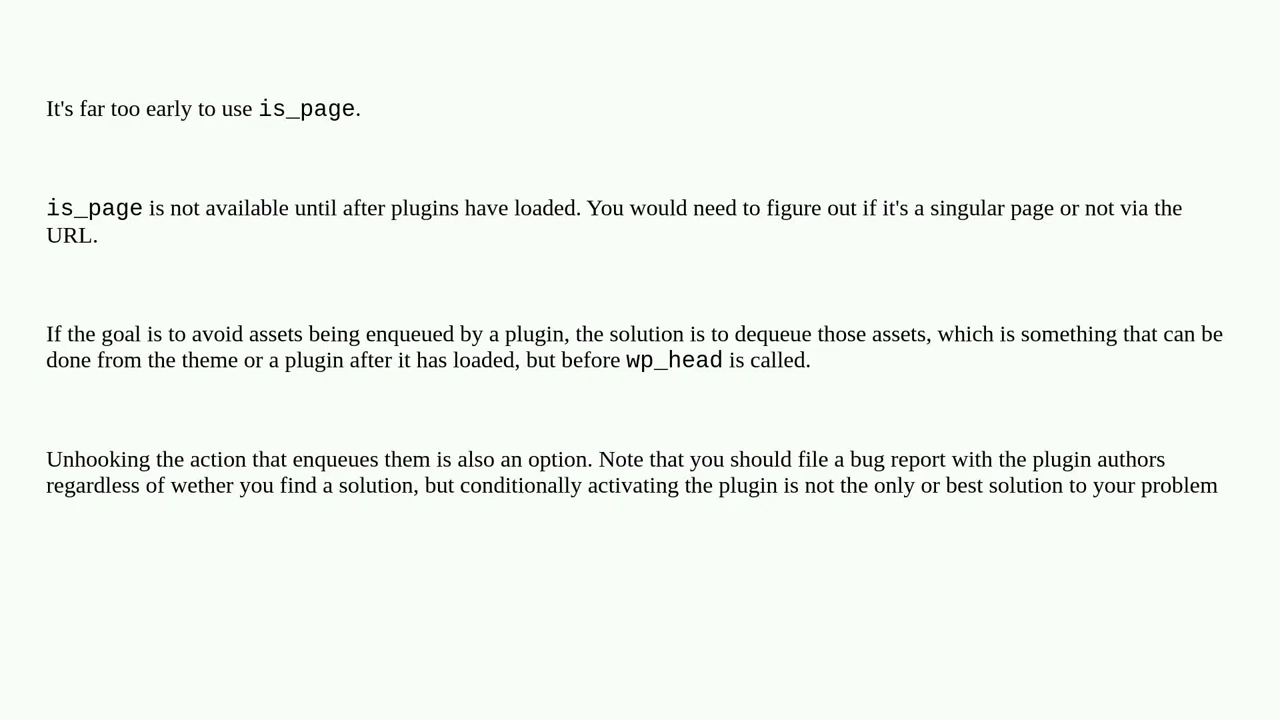 It's far too early to use is_page.
is_page is not available until after plugins have loaded. You would need to figure out if it's a singular page or not via the
URL.
If the goal is to avoid assets being enqueued by a plugin, the solution is to dequeue those assets, which is something that can be
done from the theme or a plugin after it has loaded, but before wp_head is called.
Unhooking the action that enqueues them is also an option. Note that you should file a bug report with the plugin authors
regardless of wether you find a solution, but conditionally activating the plugin is not the only or best solution to your problem